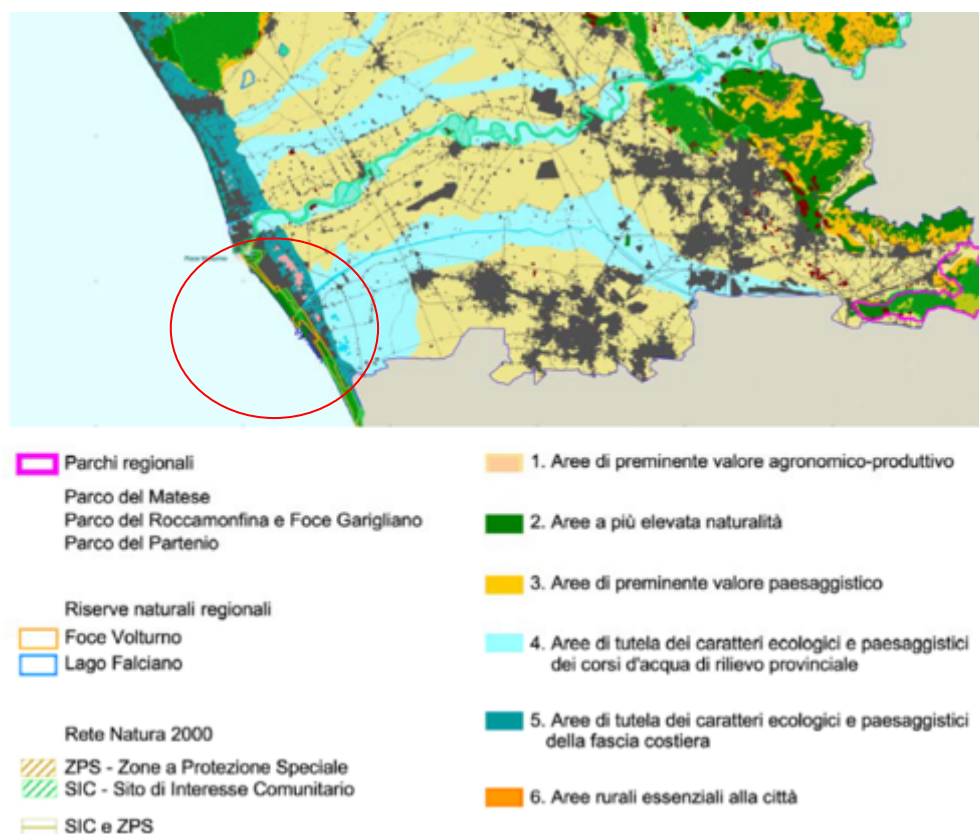 Parchi regionali
Parco del Matese
Parco del Roccamonfina e Foce Garigliano
Parco del Partenio
Riserve naturali regionali
Foce Volturno
Lago Falciano
Rete Natura 2000
ZPS - Zone a Protezione Speciale
SIC - Sito di Interesse Comunitario
SIC e ZPS
1. Aree di preminente valore agronomico-produttivo
2. Aree a più elevata naturalità
3. Aree di preminente valore paesaggistico
4. Aree di tutela dei caratteri ecologici e paesaggistici
dei corsi d'acqua di rilievo provinciale
5. Aree di tutela dei caratteri ecologici e paesaggistici
della fascia costiera
6. Aree rurali essenziali alla città